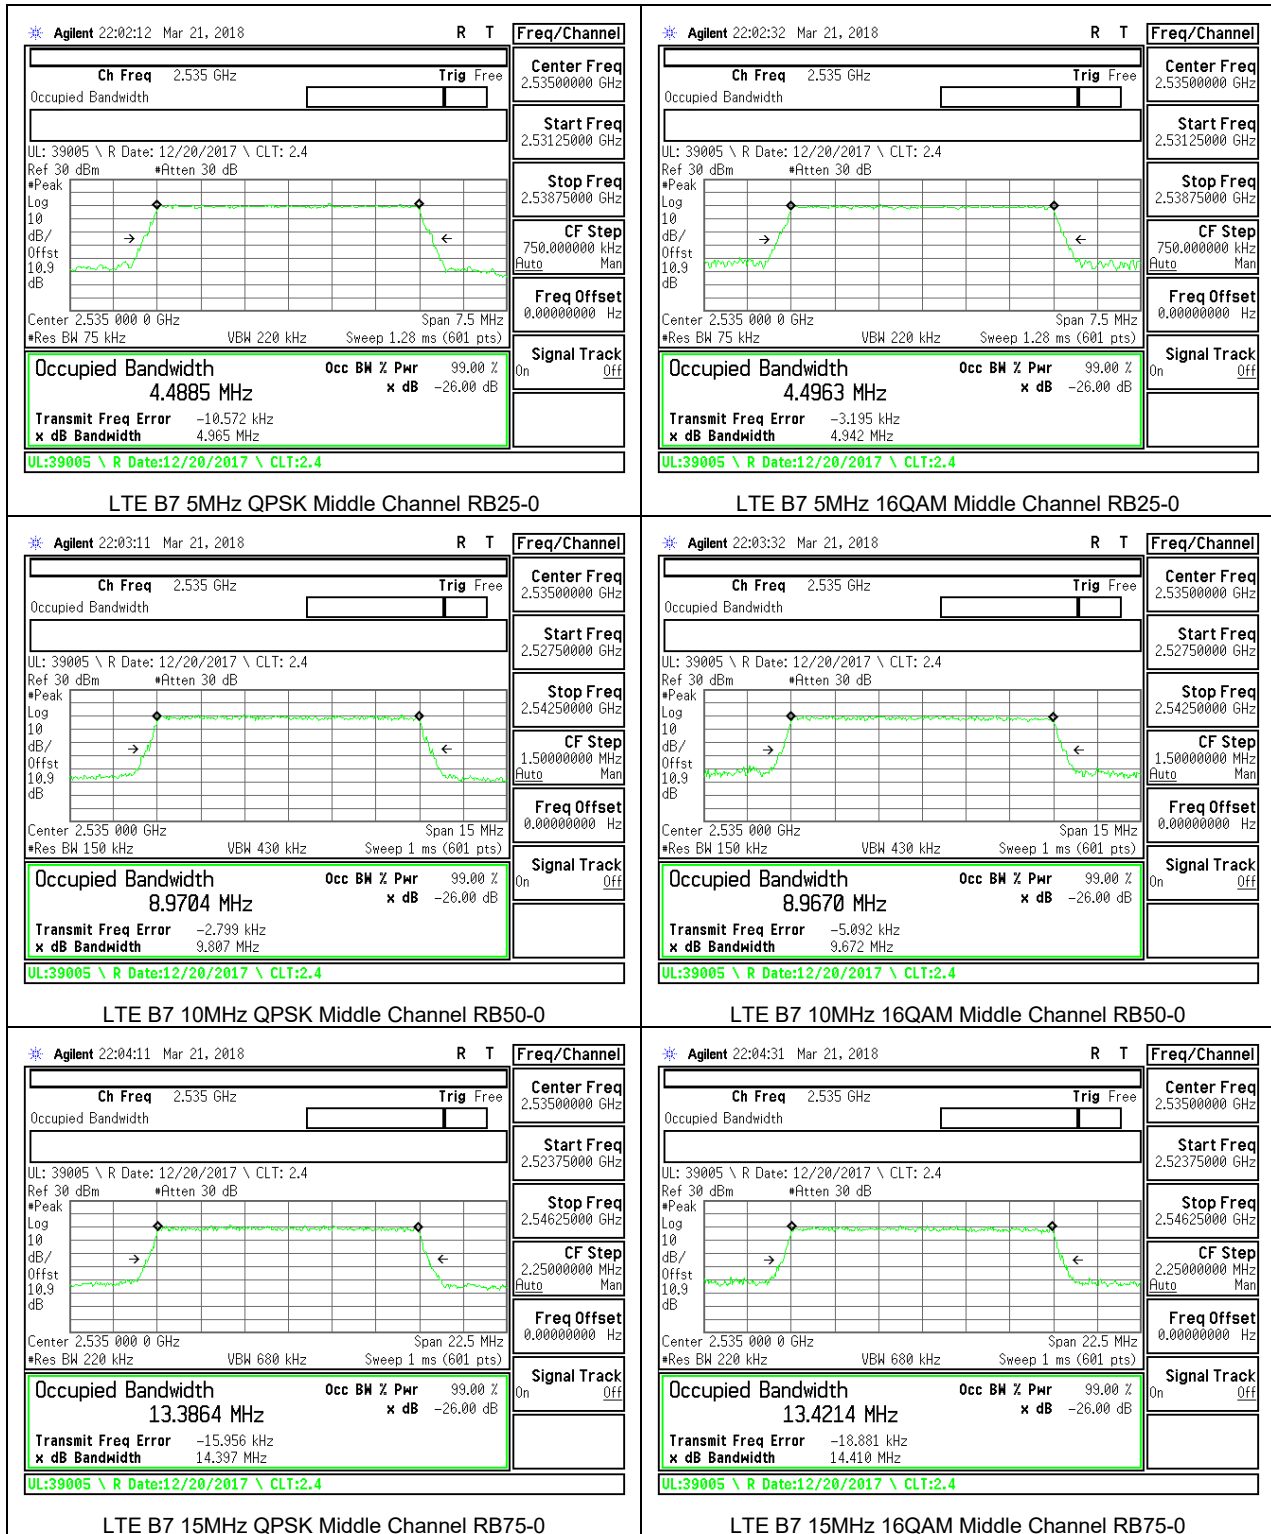 Agilent 22:02:12 Mar 21, 2018 R T Freq/Channel
Ch Freq 2.535 GHz Trig Free
Occupied Bandwidth
Center Freq
2.53500000 GHz
Start Freq
2.53125000 GHz
UL: 39005 \ R Date: 12/20/2017 \ CLT: 2.4
Ref 30 dBm #Atten 30 dB
#Peak
Log
10
dB/
Offst
10.9
dB
Stop Freq
2.53875000 GHz
CF Step
750.000000 kHz
Auto Man
Freq Offset
0.00000000 Hz
Center 2.535 000 0 GHz Span 7.5 MHz
#Res BW 75 kHz VBW 220 kHz Sweep 1.28 ms (601 pts)
Signal Track
On Off
Occupied Bandwidth Occ BW % Pwr 99.00 %
4.4885 MHz x dB -26.00 dB
Transmit Freq Error -10.572 kHz
x dB Bandwidth 4.965 MHz
UL:39005 \ R Date:12/20/2017 \ CLT:2.4
LTE B7 5MHz QPSK Middle Channel RB25-0
Agilent 22:02:32 Mar 21, 2018 R T Freq/Channel
Ch Freq 2.535 GHz Trig Free
Occupied Bandwidth
Center Freq
2.53500000 GHz
Start Freq
2.53125000 GHz
UL: 39005 \ R Date: 12/20/2017 \ CLT: 2.4
Ref 30 dBm #Atten 30 dB
#Peak
Log
10
dB/
Offst
10.9
dB
Stop Freq
2.53875000 GHz
CF Step
750.000000 kHz
Auto Man
Freq Offset
0.00000000 Hz
Center 2.535 000 0 GHz Span 7.5 MHz
#Res BW 75 kHz VBW 220 kHz Sweep 1.28 ms (601 pts)
Signal Track
On Off
Occupied Bandwidth Occ BW % Pwr 99.00 %
4.4963 MHz x dB -26.00 dB
Transmit Freq Error -3.195 kHz
x dB Bandwidth 4.942 MHz
UL:39005 \ R Date:12/20/2017 \ CLT:2.4
LTE B7 5MHz 16QAM Middle Channel RB25-0
Agilent 22:03:11 Mar 21, 2018 R T Freq/Channel
Ch Freq 2.535 GHz Trig Free
Occupied Bandwidth
Center Freq
2.53500000 GHz
Start Freq
2.52750000 GHz
UL: 39005 \ R Date: 12/20/2017 \ CLT: 2.4
Ref 30 dBm #Atten 30 dB
#Peak
Log
10
dB/
Offst
10.9
dB
Stop Freq
2.54250000 GHz
CF Step
1.50000000 MHz
Auto Man
Freq Offset
0.00000000 Hz
Center 2.535 000 GHz Span 15 MHz
#Res BW 150 kHz VBW 430 kHz Sweep 1 ms (601 pts)
Signal Track
On Off
Occupied Bandwidth Occ BW % Pwr 99.00 %
8.9704 MHz x dB -26.00 dB
Transmit Freq Error -2.799 kHz
x dB Bandwidth 9.807 MHz
UL:39005 \ R Date:12/20/2017 \ CLT:2.4
LTE B7 10MHz QPSK Middle Channel RB50-0
Agilent 22:03:32 Mar 21, 2018 R T Freq/Channel
Ch Freq 2.535 GHz Trig Free
Occupied Bandwidth
Center Freq
2.53500000 GHz
Start Freq
2.52750000 GHz
UL: 39005 \ R Date: 12/20/2017 \ CLT: 2.4
Ref 30 dBm #Atten 30 dB
#Peak
Log
10
dB/
Offst
10.9
dB
Stop Freq
2.54250000 GHz
CF Step
1.50000000 MHz
Auto Man
Freq Offset
0.00000000 Hz
Center 2.535 000 GHz Span 15 MHz
#Res BW 150 kHz VBW 430 kHz Sweep 1 ms (601 pts)
Signal Track
On Off
Occupied Bandwidth Occ BW % Pwr 99.00 %
8.9670 MHz x dB -26.00 dB
Transmit Freq Error -5.092 kHz
x dB Bandwidth 9.672 MHz
UL:39005 \ R Date:12/20/2017 \ CLT:2.4
LTE B7 10MHz 16QAM Middle Channel RB50-0
Agilent 22:04:11 Mar 21, 2018 R T Freq/Channel
Ch Freq 2.535 GHz Trig Free
Occupied Bandwidth
Center Freq
2.53500000 GHz
Start Freq
2.52375000 GHz
UL: 39005 \ R Date: 12/20/2017 \ CLT: 2.4
Ref 30 dBm #Atten 30 dB
#Peak
Log
10
dB/
Offst
10.9
dB
Stop Freq
2.54625000 GHz
CF Step
2.25000000 MHz
Auto Man
Freq Offset
0.00000000 Hz
Center 2.535 000 0 GHz Span 22.5 MHz
#Res BW 220 kHz VBW 680 kHz Sweep 1 ms (601 pts)
Signal Track
On Off
Occupied Bandwidth Occ BW % Pwr 99.00 %
13.3864 MHz x dB -26.00 dB
Transmit Freq Error -15.956 kHz
x dB Bandwidth 14.397 MHz
UL:39005 \ R Date:12/20/2017 \ CLT:2.4
LTE B7 15MHz QPSK Middle Channel RB75-0
Agilent 22:04:31 Mar 21, 2018 R T Freq/Channel
Ch Freq 2.535 GHz Trig Free
Occupied Bandwidth
Center Freq
2.53500000 GHz
Start Freq
2.52375000 GHz
UL: 39005 \ R Date: 12/20/2017 \ CLT: 2.4
Ref 30 dBm #Atten 30 dB
#Peak
Log
10
dB/
Offst
10.9
dB
Stop Freq
2.54625000 GHz
CF Step
2.25000000 MHz
Auto Man
Freq Offset
0.00000000 Hz
Center 2.535 000 0 GHz Span 22.5 MHz
#Res BW 220 kHz VBW 680 kHz Sweep 1 ms (601 pts)
Signal Track
On Off
Occupied Bandwidth Occ BW % Pwr 99.00 %
13.4214 MHz x dB -26.00 dB
Transmit Freq Error -18.881 kHz
x dB Bandwidth 14.410 MHz
UL:39005 \ R Date:12/20/2017 \ CLT:2.4
LTE B7 15MHz 16QAM Middle Channel RB75-0